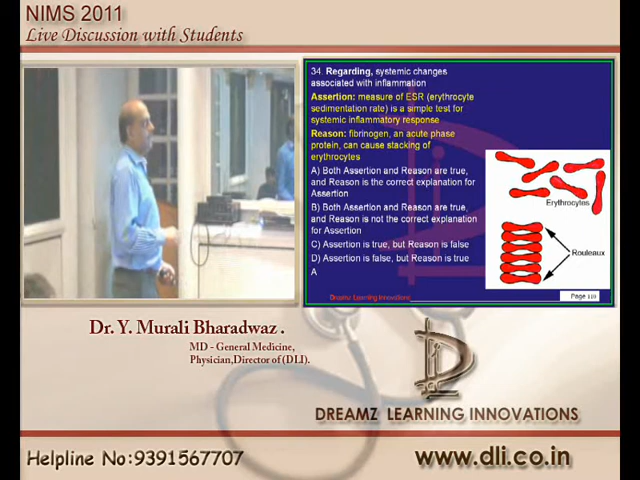 NIMS 2011
Live Discussion with Students
34. Regarding, systemic changes
associated with inflammation
Assertion: measure of ESR (erythrocyte
sedimentation rate) is a simple test for
systemic inflammatory response
Reason: fibrinogen, an acute phase
protein, can cause stacking of
erythrocytes
A) Both Assertion and Reason are true,
and Reason is the correct explanation for
Assertion
B) Both Assertion and Reason are true,
and Reason is not the correct explanation
for Assertion
C) Assertion is true, but Reason is false
D) Assertion is false, but Reason is true
A
Erythrocytes
Rouleaux
Dreamz Learning Innovations
Page 110
Dr. Y. Murali Bharadwaz .
MD - General Medicine,
Physician,Director of (DLI).
DREAMZ LEARNING INNOVATIONS
Helpline No:9391567707
www.dli.co.in